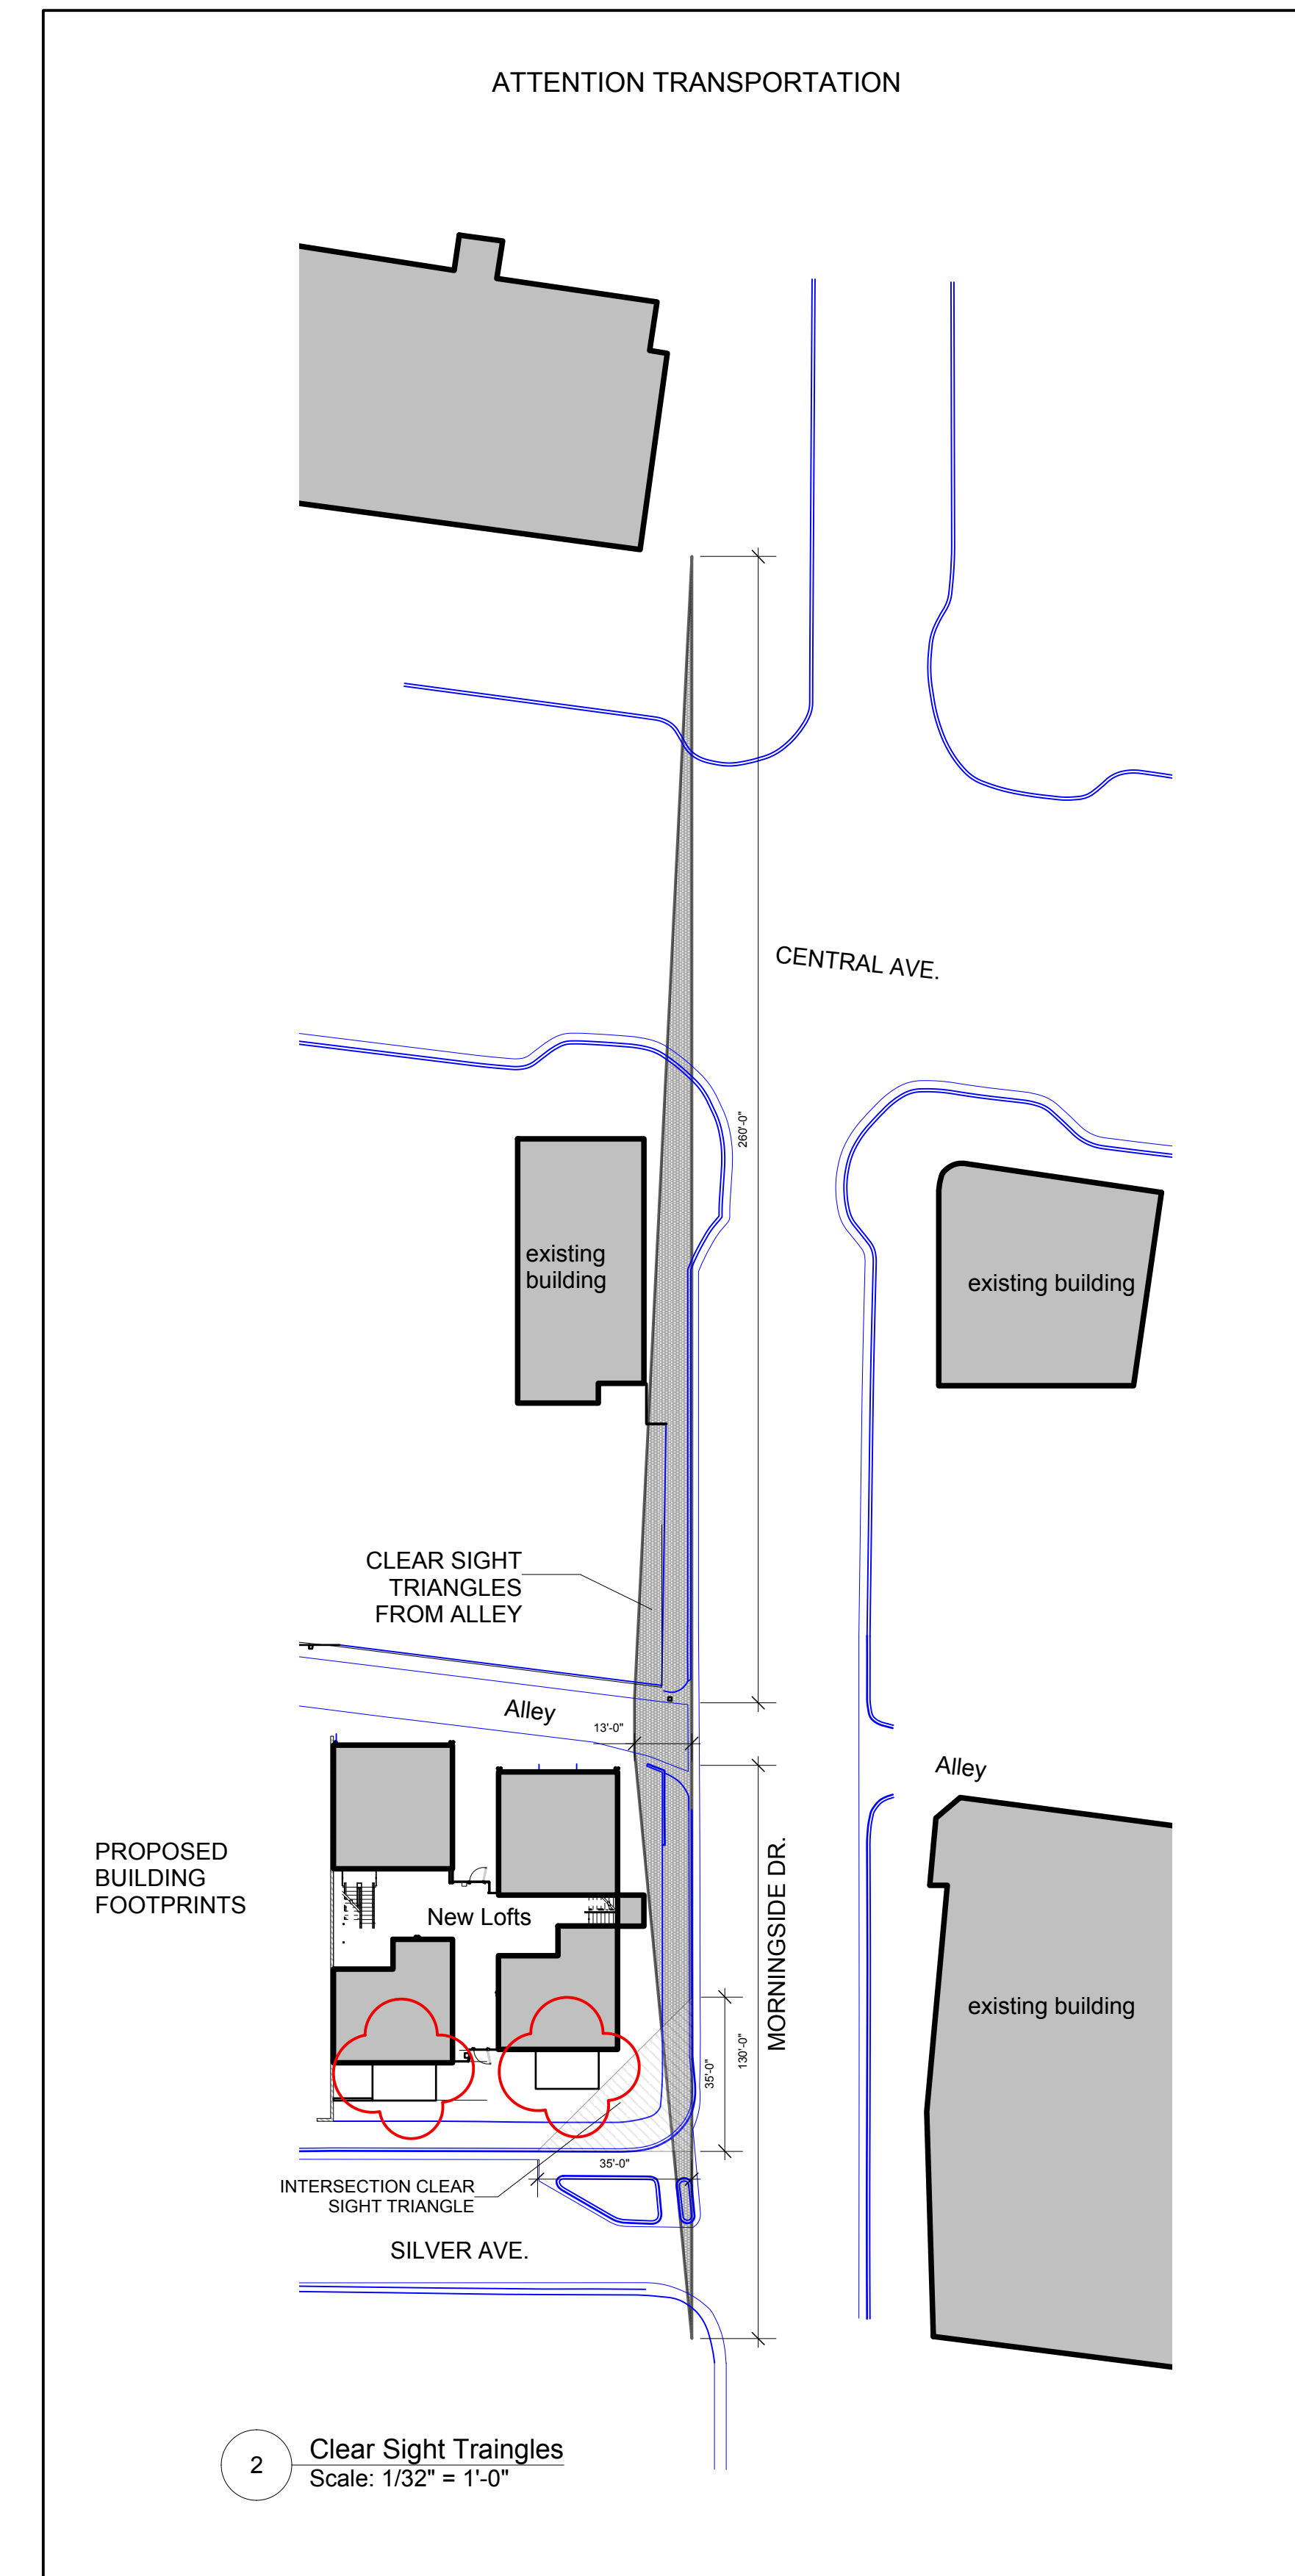 ATTENTION TRANSPORTATION
CENTRAL AVE.
260'-0"
existing
building
existing building
CLEAR SIGHT
TRIANGLES
FROM ALLEY
Alley
13'-0"
Alley
PROPOSED
BUILDING
FOOTPRINTS
New Lofts
MORNINGSIDE DR.
existing building
35'-0"
130'-0"
35'-0"
INTERSECTION CLEAR
SIGHT TRIANGLE
SILVER AVE.
2
Clear Sight Traingles
Scale: 1/32" = 1'-0"